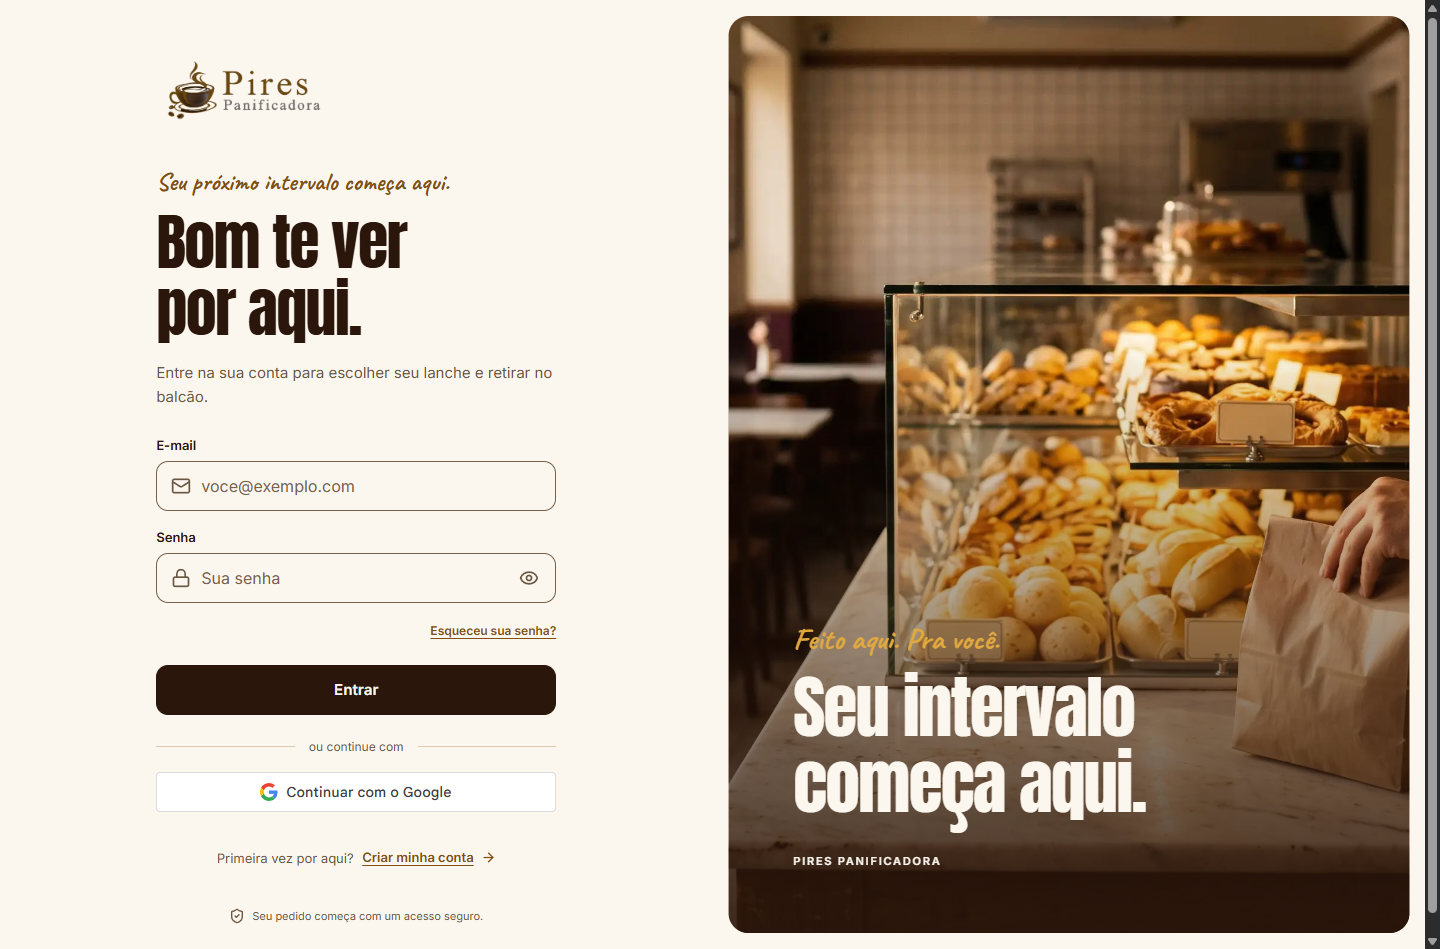 Pires
Panificadora
Seu próximo intervalo começa aqui.
Bom te ver
por aqui.
Entre na sua conta para escolher seu lanche e retirar no
balcão.
E-mail
voce@exemplo.com
Senha
Sua senha
Esqueceu sua senha?
Entrar
ou continue com
Continuar com o Google
Primeira vez por aqui? Criar minha conta
Seu pedido começa com um acesso seguro.
Feito aqui. Pra você.
Seu intervalo
começa aqui.
PIRES PANIFICADORA